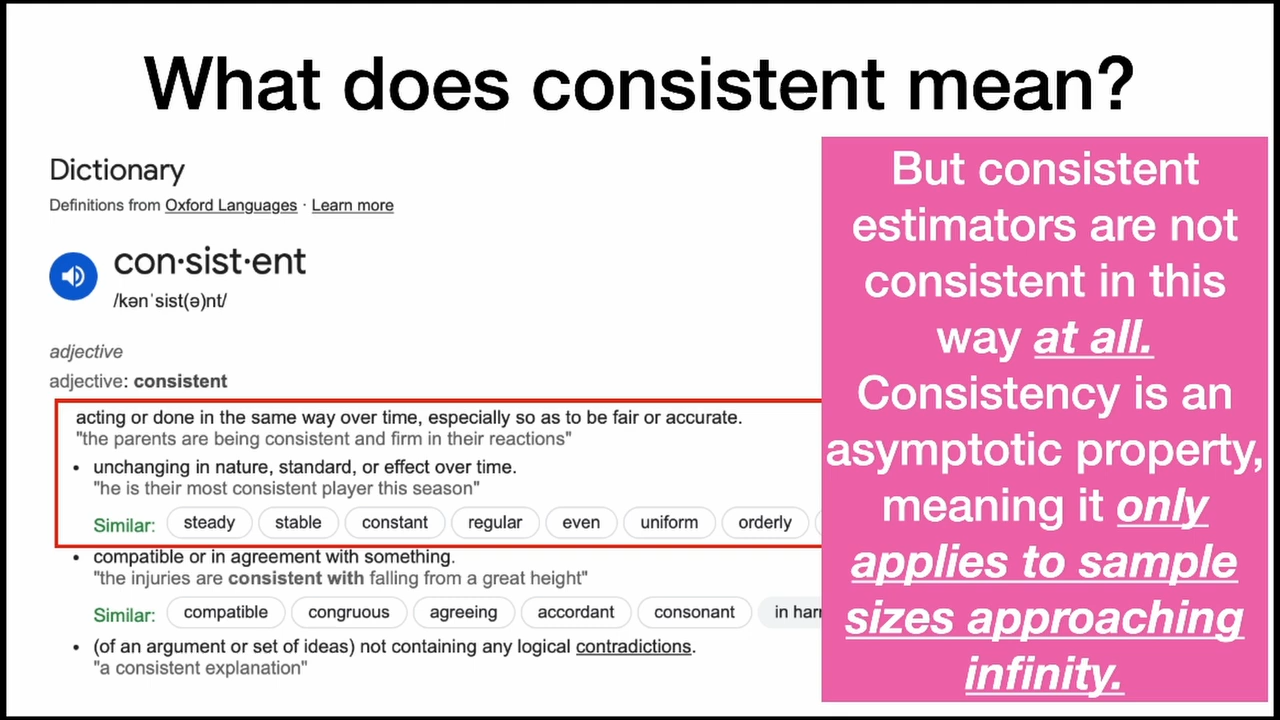 What does consistent mean?
Dictionary
Definitions from Oxford Languages · Learn more
con·sist·ent
/kənˈsist(ə)nt/
adjective
adjective: consistent
acting or done in the same way over time, especially so as to be fair or accurate.
"the parents are being consistent and firm in their reactions"
• unchanging in nature, standard, or effect over time.
"he is their most consistent player this season"
Similar: steady stable constant regular even uniform orderly
• compatible or in agreement with something.
"the injuries are consistent with falling from a great height"
Similar: compatible congruous agreeing accordant consonant in
• (of an argument or set of ideas) not containing any logical contradictions.
"a consistent explanation"
But consistent
estimators are not
consistent in this
way at all.
Consistency is an
asymptotic property,
meaning it only
applies to sample
sizes approaching
infinity.